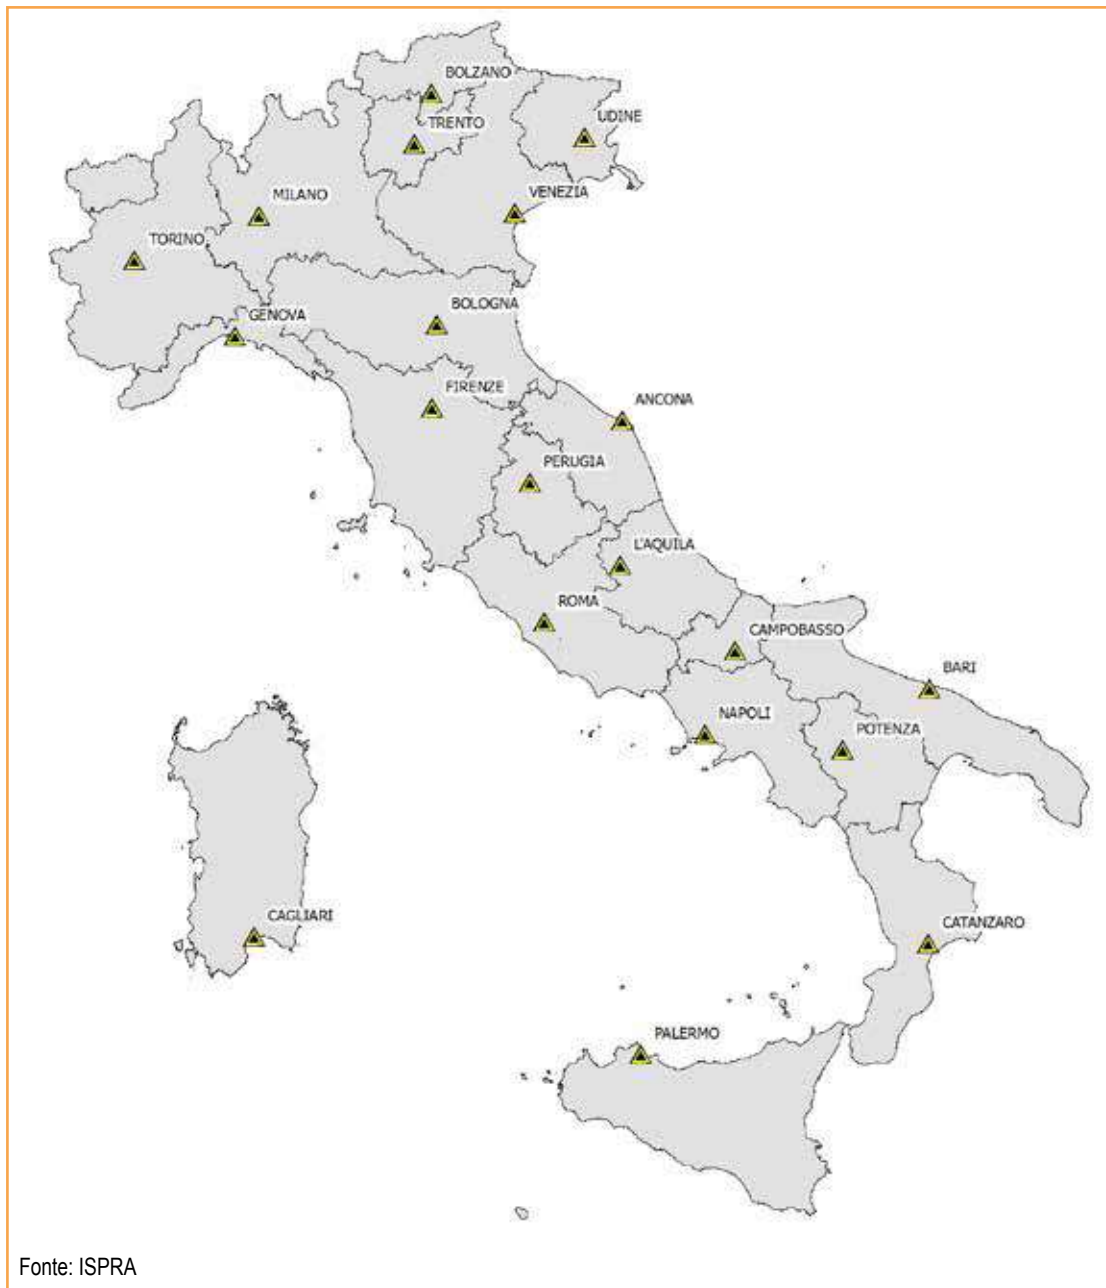 BOLZANO
UDINE
TRENTO
VENEZIA
MILANO
TORINO
BOLOGNA
GENOVA
FIRENZE
ANCONA
PERUGIA
L'AQUILA
ROMA
CAMPOBASSO
BARI
NAPOLI
POTENZA
CAGLIARI
CATANZARO
PALERMO
Fonte: ISPRA